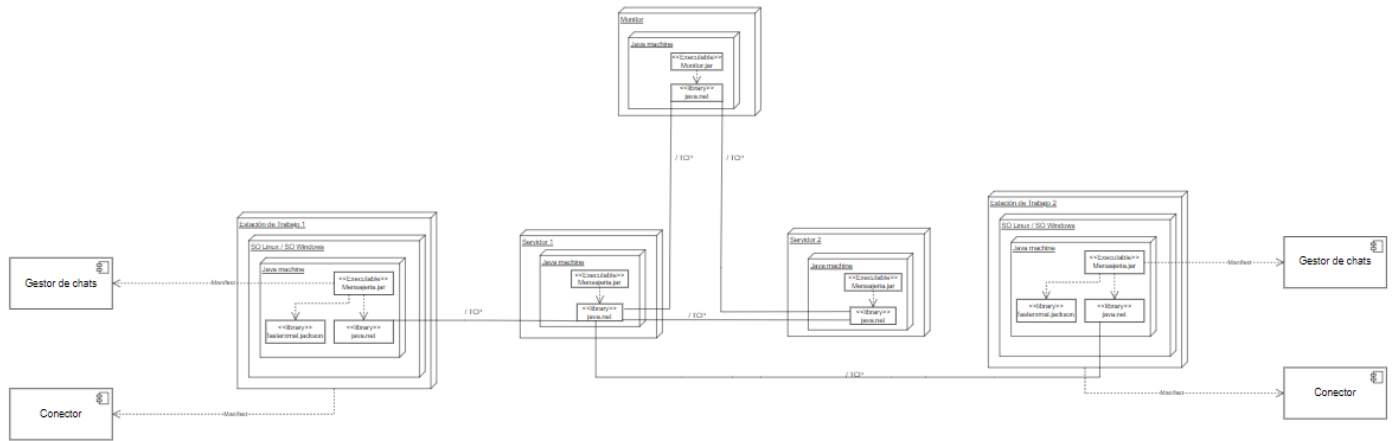 Monitor
Java machine
<<Executable>>
Monitor.jar
<<library>>
java.net
/ TCP
/ TCP
Estación de Trabajo 1
SO Linux / SO Windows
Java machine
<<Executable>>
Mensajeria.jar
<<library>>
fasterxmel.jackson
<<library>>
java.net
Gestor de chats
Manifest
Conector
Manifest
/ TCP
Servidor 1
Java machine
<<Executable>>
Mensajeria.jar
<<library>>
java.net
/ TCP
Servidor 2
Java machine
<<Executable>>
Mensajeria.jar
<<library>>
java.net
/ TCP
Estación de Trabajo 2
SO Linux / SO Windows
Java machine
<<Executable>>
Mensajeria.jar
<<library>>
fasterxmel.jackson
<<library>>
java.net
Manifest
Gestor de chats
Manifest
Conector